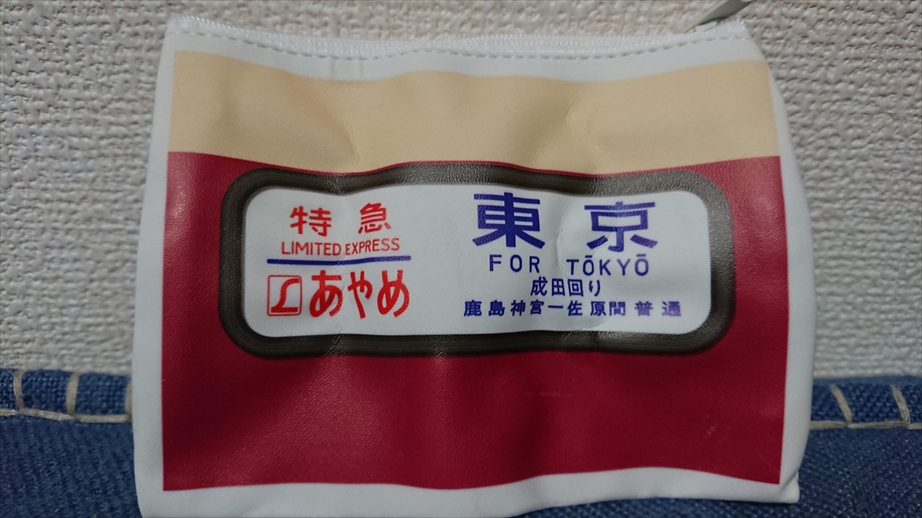 特急
LIMITED EXPRESS
Lあやめ
東京
FOR TŌKYŌ
成田回り
鹿島神宮ー佐原間 普通